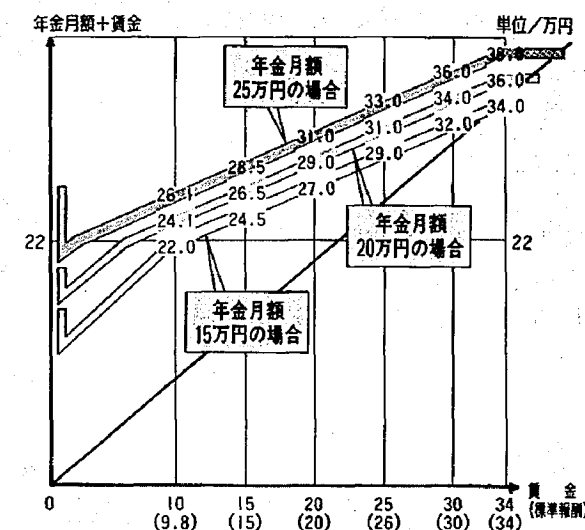 年金月額+賃金
単位/万円
年金月額
25万円の場合
26.1 28.5 31.0 33.0 36.0 38.0
24.1 26.5 29.0 31.0 34.0 36.0
22.0 24.5 27.0 29.0 32.0 34.0
22
22
年金月額
20万円の場合
年金月額
15万円の場合
0 10 15 20 25 30 34
(9.8) (15) (20) (26) (30) (34)
賃金
(標準報酬)